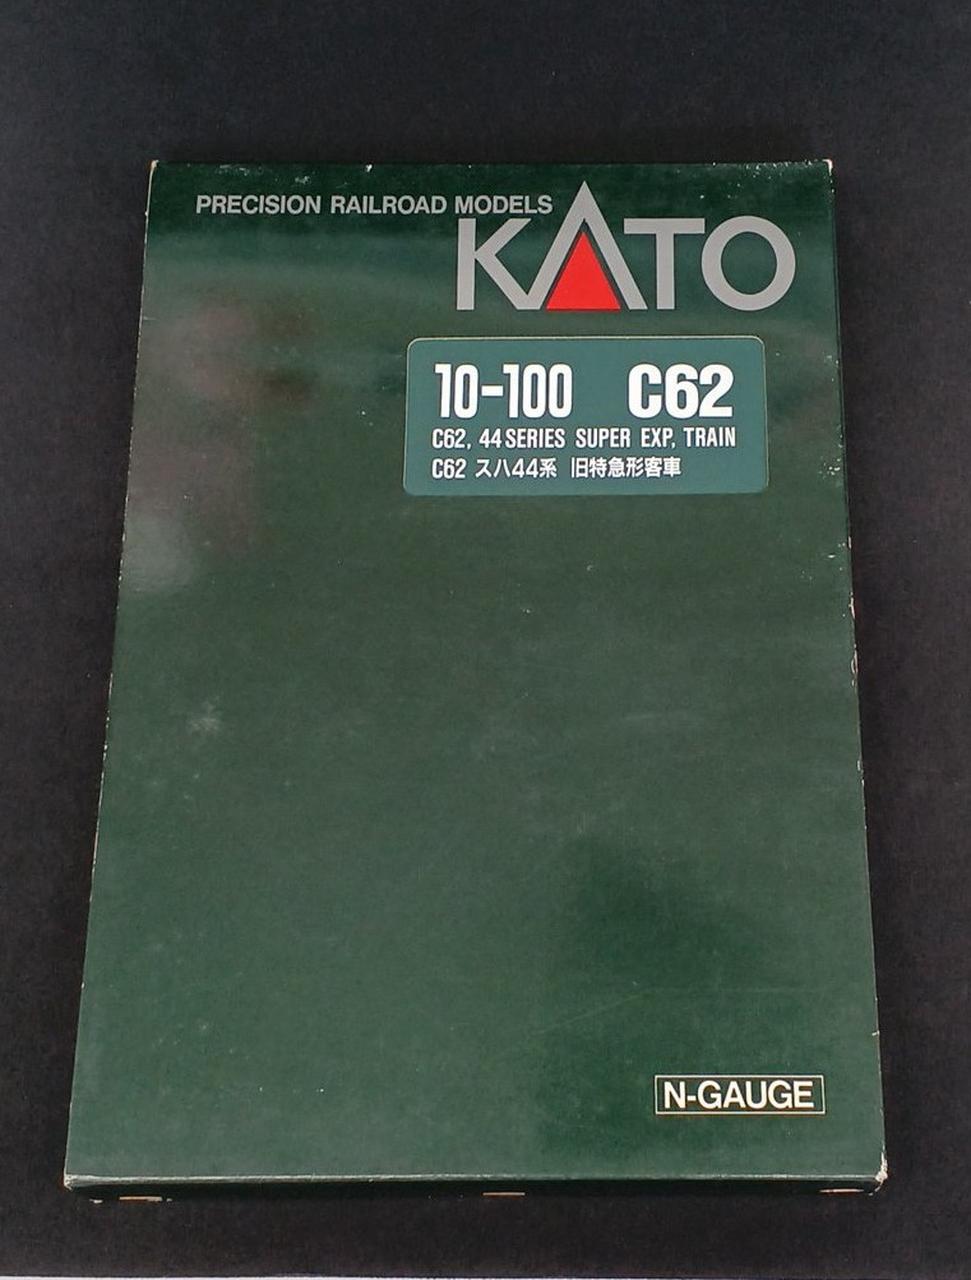 PRECISION RAILROAD MODELS
KATO
10-100 C62
C62, 44 SERIES SUPER EXP, TRAIN
C62 スハ44系 旧特急形客車
N-GAUGE